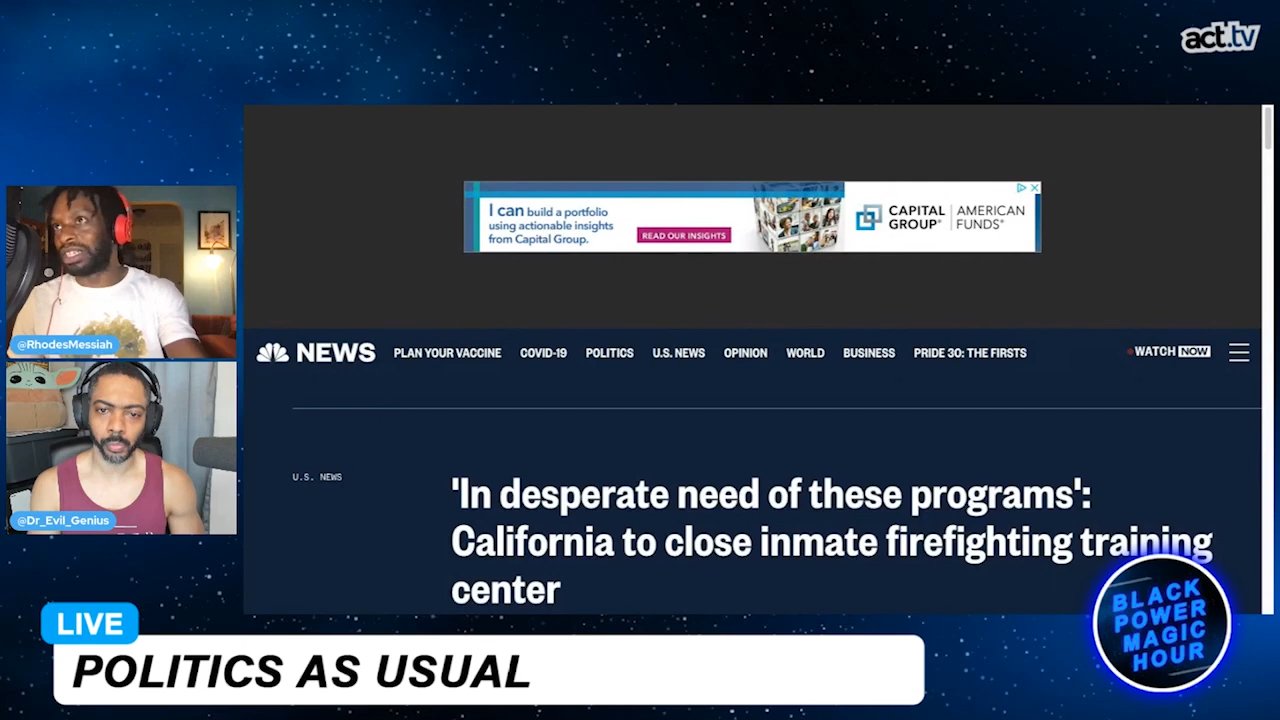 act.tv
I can build a portfolio
using actionable insights
from Capital Group.
READ OUR INSIGHTS
CAPITAL GROUP®
AMERICAN FUNDS®
@RhodesMessiah
NEWS
PLAN YOUR VACCINE
COVID-19
POLITICS
U.S. NEWS
OPINION
WORLD
BUSINESS
PRIDE 30: THE FIRSTS
WATCH NOW
U.S. NEWS
'In desperate need of these programs':
California to close inmate firefighting training
center
@Dr_Evil_Genius
LIVE
POLITICS AS USUAL
BLACK
POWER
MAGIC
HOUR